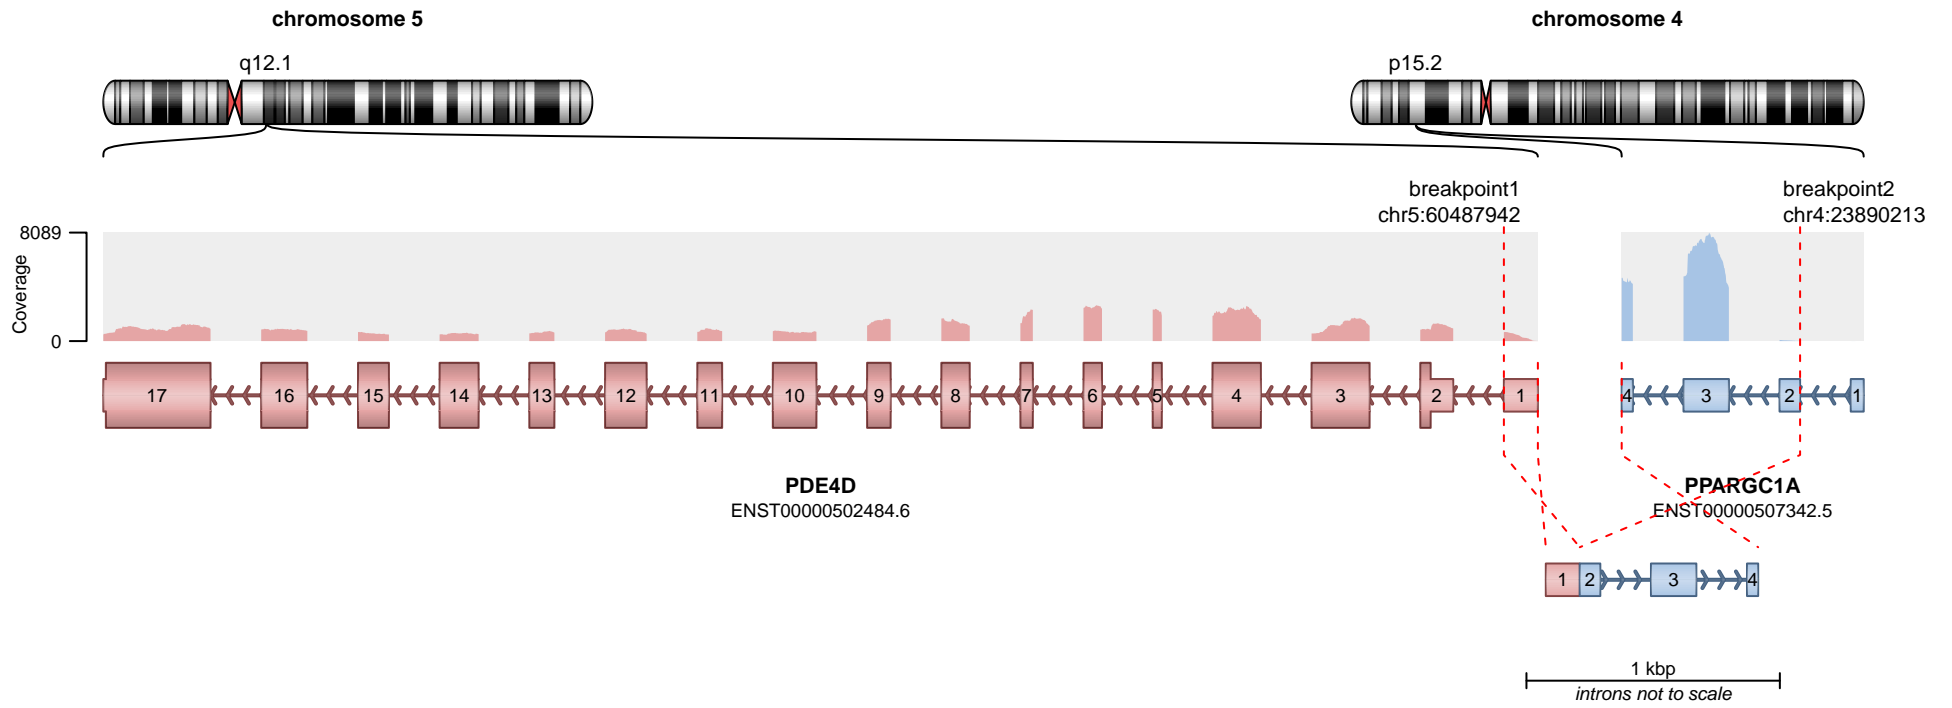 chromosome 5
chromosome 4
q12.1
p15.2
breakpoint1
chr5:60487942
breakpoint2
chr4:23890213
8089
0
Coverage
17 16 15 14 13 12 11 10 9 8 7 6 5 4 3 2 1
4 3 2 1
PDE4D
ENST00000502484.6
PPARGC1A
ENST00000507342.5
1 2 3 4
1 kbp
introns not to scale